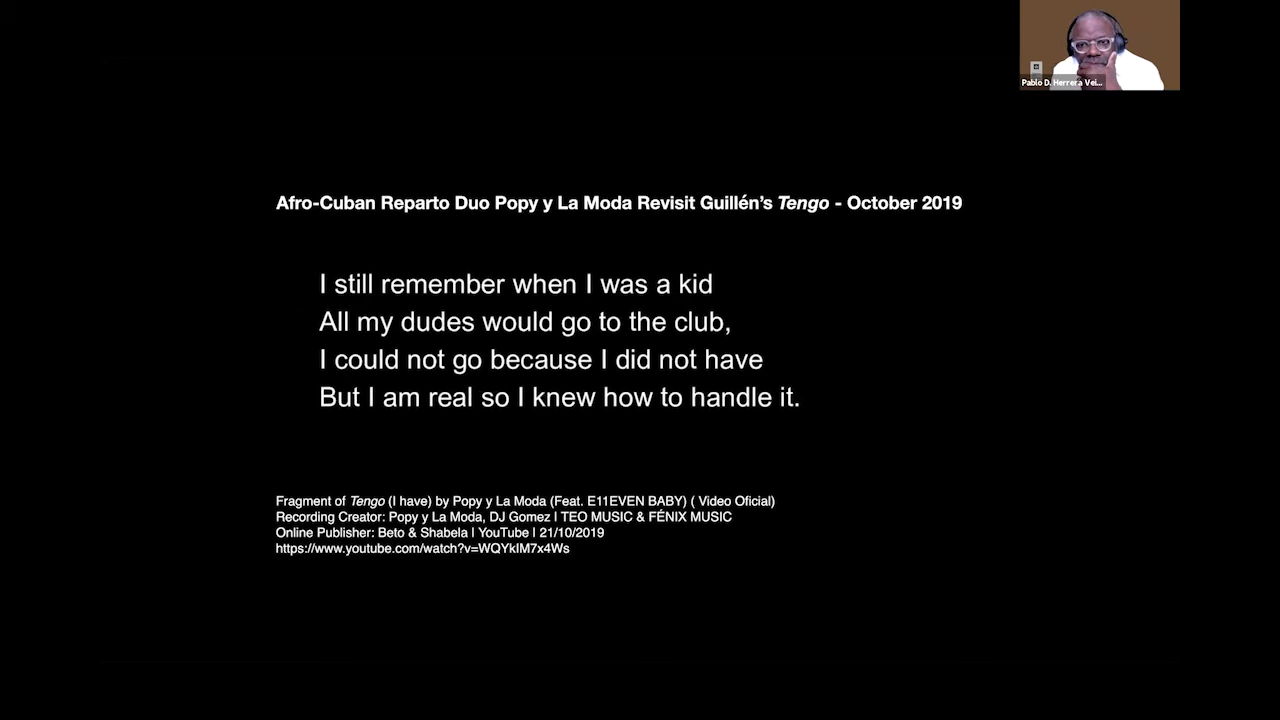 Pablo D. Herrera Vei...
Afro-Cuban Reparto Duo Popy y La Moda Revisit Guillén's Tengo - October 2019
I still remember when I was a kid
All my dudes would go to the club,
I could not go because I did not have
But I am real so I knew how to handle it.
Fragment of Tengo (I have) by Popy y La Moda (Feat. E11EVEN BABY) ( Video Oficial)
Recording Creator: Popy y La Moda, DJ Gomez I TEO MUSIC & FÉNIX MUSIC
Online Publisher: Beto & Shabela I YouTube I 21/10/2019
https://www.youtube.com/watch?v=WQYkIM7x4Ws